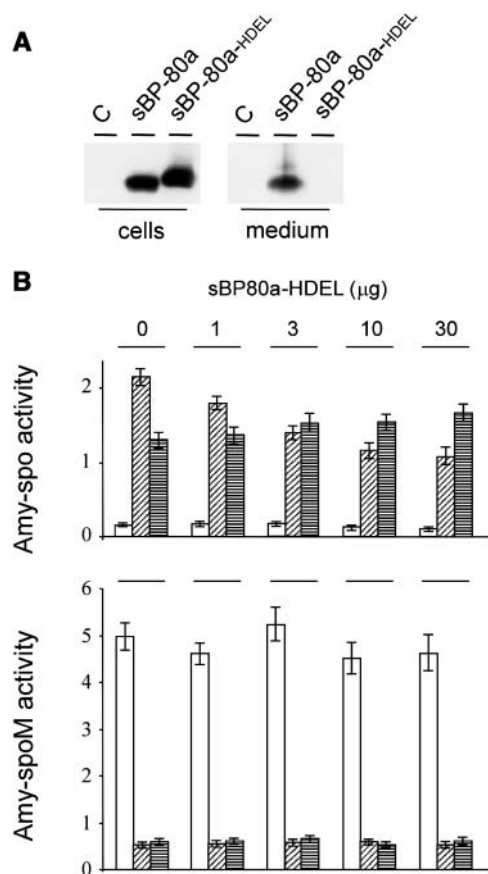 A
C
sBP-80a
sBP-80a-HDEL
C
sBP-80a
sBP-80a-HDEL
cells
medium
B
sBP80a-HDEL (μg)
0 1 3 10 30
Amy-spo activity
2
1
0
Amy-spoM activity
6
5
4
3
2
1
0